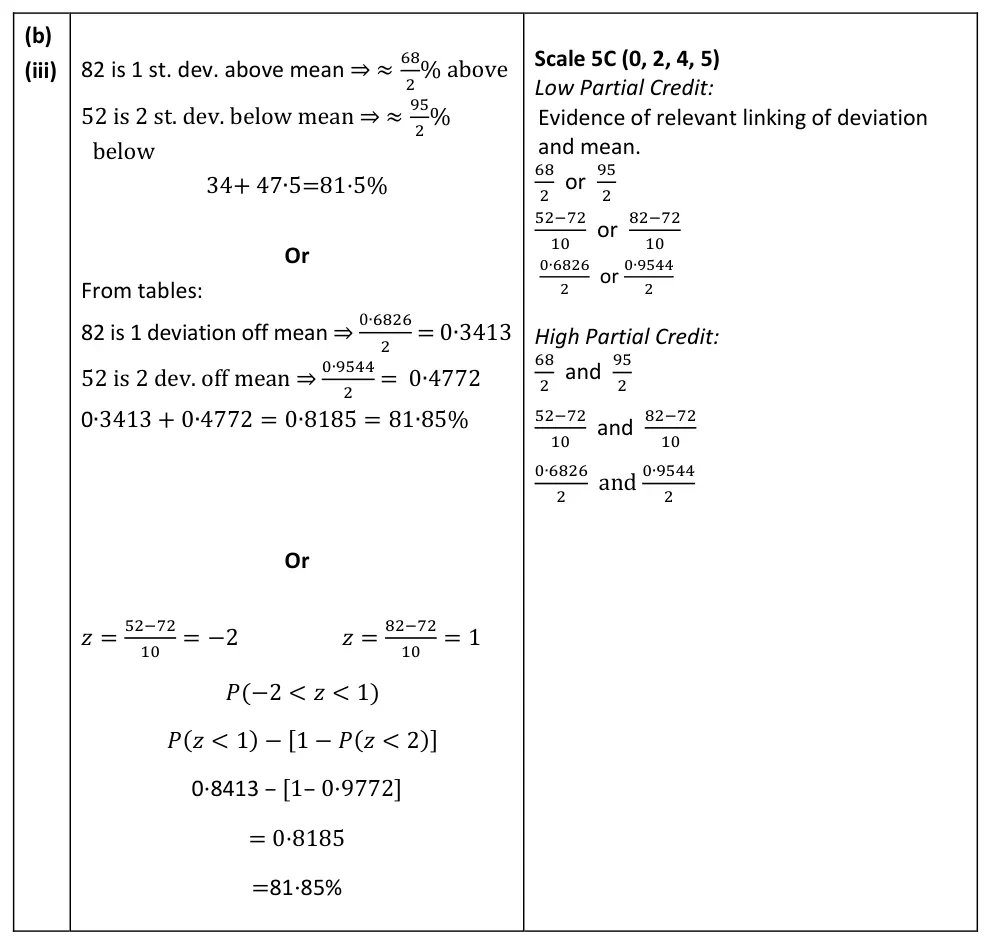 (b)
(iii)
82 is 1 st. dev. above mean ⇒ ≈ 68/2 % above
52 is 2 st. dev. below mean ⇒ ≈ 95/2 %
below
34+ 47·5=81·5%
Or
From tables:
82 is 1 deviation off mean ⇒ 0·6826/2 = 0·3413
52 is 2 dev. off mean ⇒ 0·9544/2 = 0·4772
0·3413 + 0·4772 = 0·8185 = 81·85%
Or
z = 52−72/10 = −2 z = 82−72/10 = 1
P(−2 < z < 1)
P(z < 1) − [1 − P(z < 2)]
0·8413 – [1– 0·9772]
= 0·8185
=81·85%
Scale 5C (0, 2, 4, 5)
Low Partial Credit:
Evidence of relevant linking of deviation
and mean.
68/2 or 95/2
52−72/10 or 82−72/10
0·6826/2 or 0·9544/2
High Partial Credit:
68/2 and 95/2
52−72/10 and 82−72/10
0·6826/2 and 0·9544/2